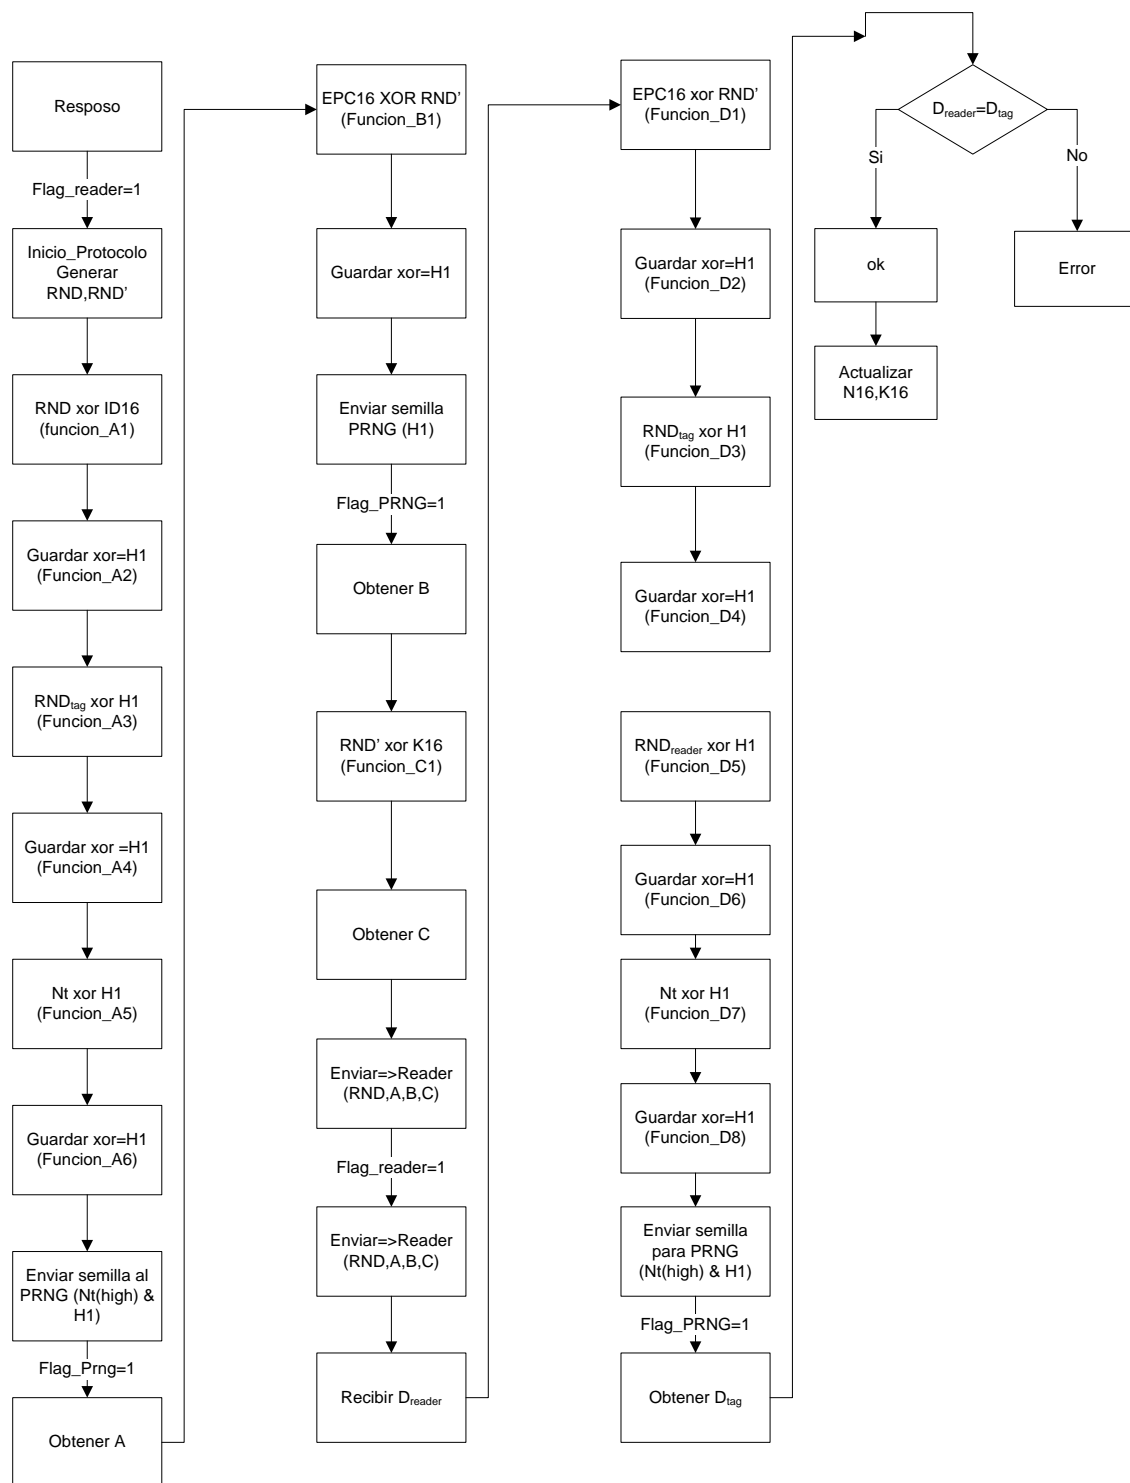 Resposo
Flag_reader=1
Inicio_Protocolo
Generar
RND,RND’
RND xor ID16
(funcion_A1)
Guardar xor=H1
(Funcion_A2)
RNDtag xor H1
(Funcion_A3)
Guardar xor =H1
(Funcion_A4)
Nt xor H1
(Funcion_A5)
Guardar xor=H1
(Funcion_A6)
Enviar semilla al
PRNG (Nt(high) &
H1)
Flag_Prng=1
Obtener A
EPC16 XOR RND’
(Funcion_B1)
Guardar xor=H1
Enviar semilla
PRNG (H1)
Flag_PRNG=1
Obtener B
RND’ xor K16
(Funcion_C1)
Obtener C
Enviar=>Reader
(RND,A,B,C)
Flag_reader=1
Enviar=>Reader
(RND,A,B,C)
Recibir Dreader
EPC16 xor RND’
(Funcion_D1)
Guardar xor=H1
(Funcion_D2)
RNDtag xor H1
(Funcion_D3)
Guardar xor=H1
(Funcion_D4)
RNDreader xor H1
(Funcion_D5)
Guardar xor=H1
(Funcion_D6)
Nt xor H1
(Funcion_D7)
Guardar xor=H1
(Funcion_D8)
Enviar semilla
para PRNG
(Nt(high) & H1)
Flag_PRNG=1
Obtener Dtag
Dreader=Dtag
Si
No
ok
Error
Actualizar
N16,K16